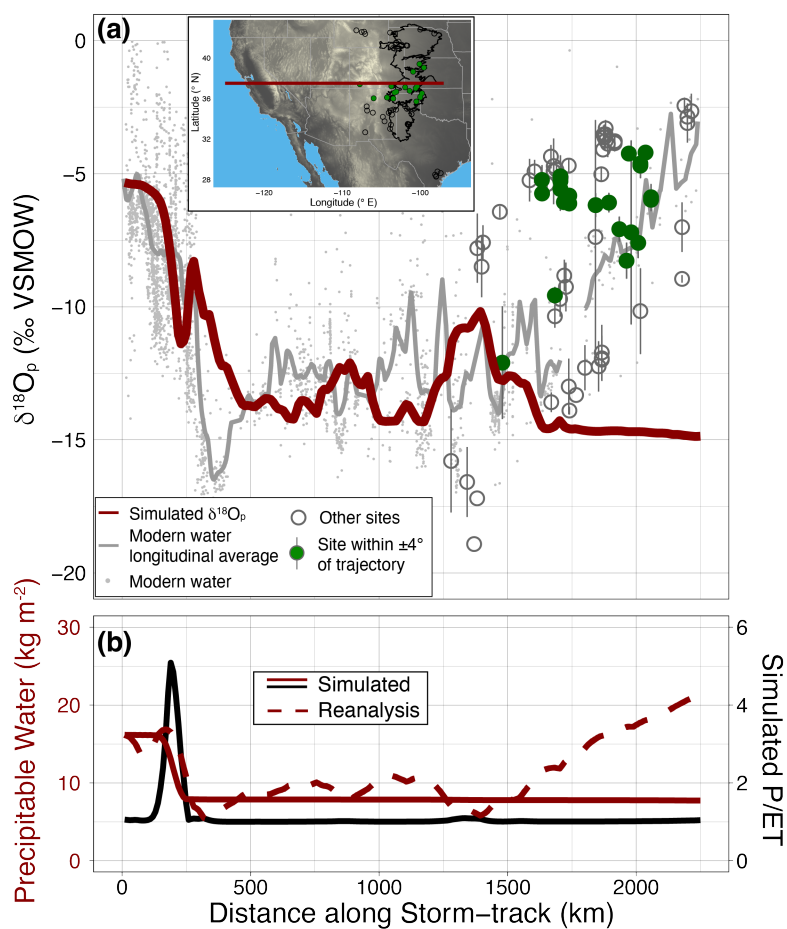 (a)
0
−5
−10
−15
−20
δ¹⁸Oₚ (‰ VSMOW)
42
40
36
32
28
Latitude (° N)
−120
−110
−100
Longitude (° E)
Simulated δ¹⁸Oₚ
Modern water
longitudinal average
Modern water
Other sites
Site within ±4°
of trajectory
(b)
30
20
10
0
Precipitable Water (kg m⁻²)
Simulated
Reanalysis
6
4
2
0
Simulated P/ET
0
500
1000
1500
2000
Distance along Storm−track (km)